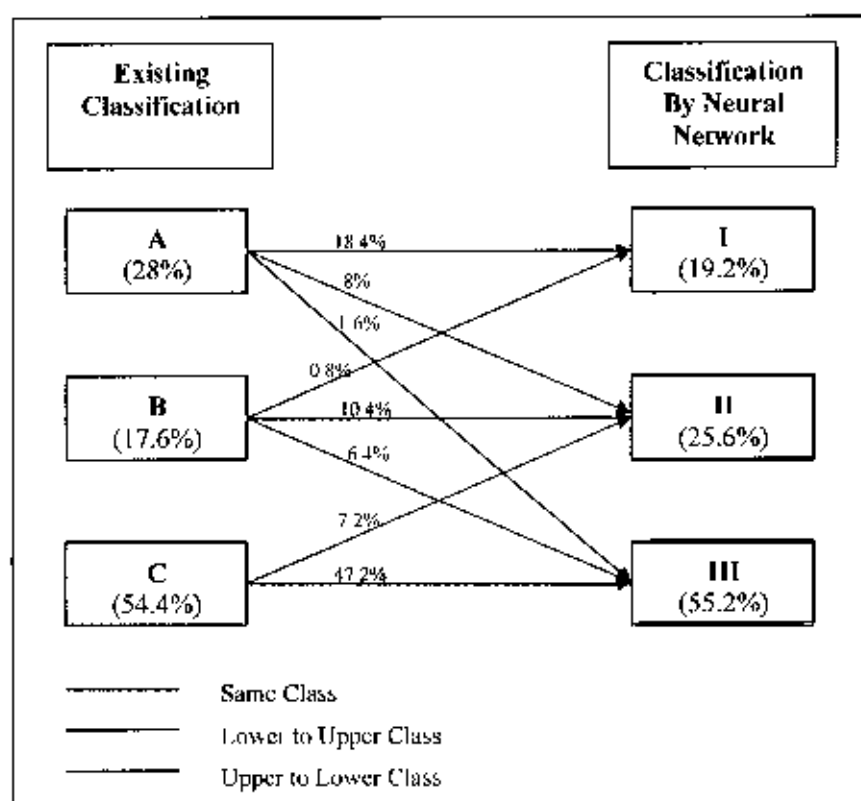 Existing
Classification
Classification
By Neural
Network
A
(28%)
18.4%
I
(19.2%)
8%
1.6%
0.8%
B
(17.6%)
10.4%
II
(25.6%)
6.4%
7.2%
C
(54.4%)
47.2%
III
(55.2%)
Same Class
Lower to Upper Class
Upper to Lower Class